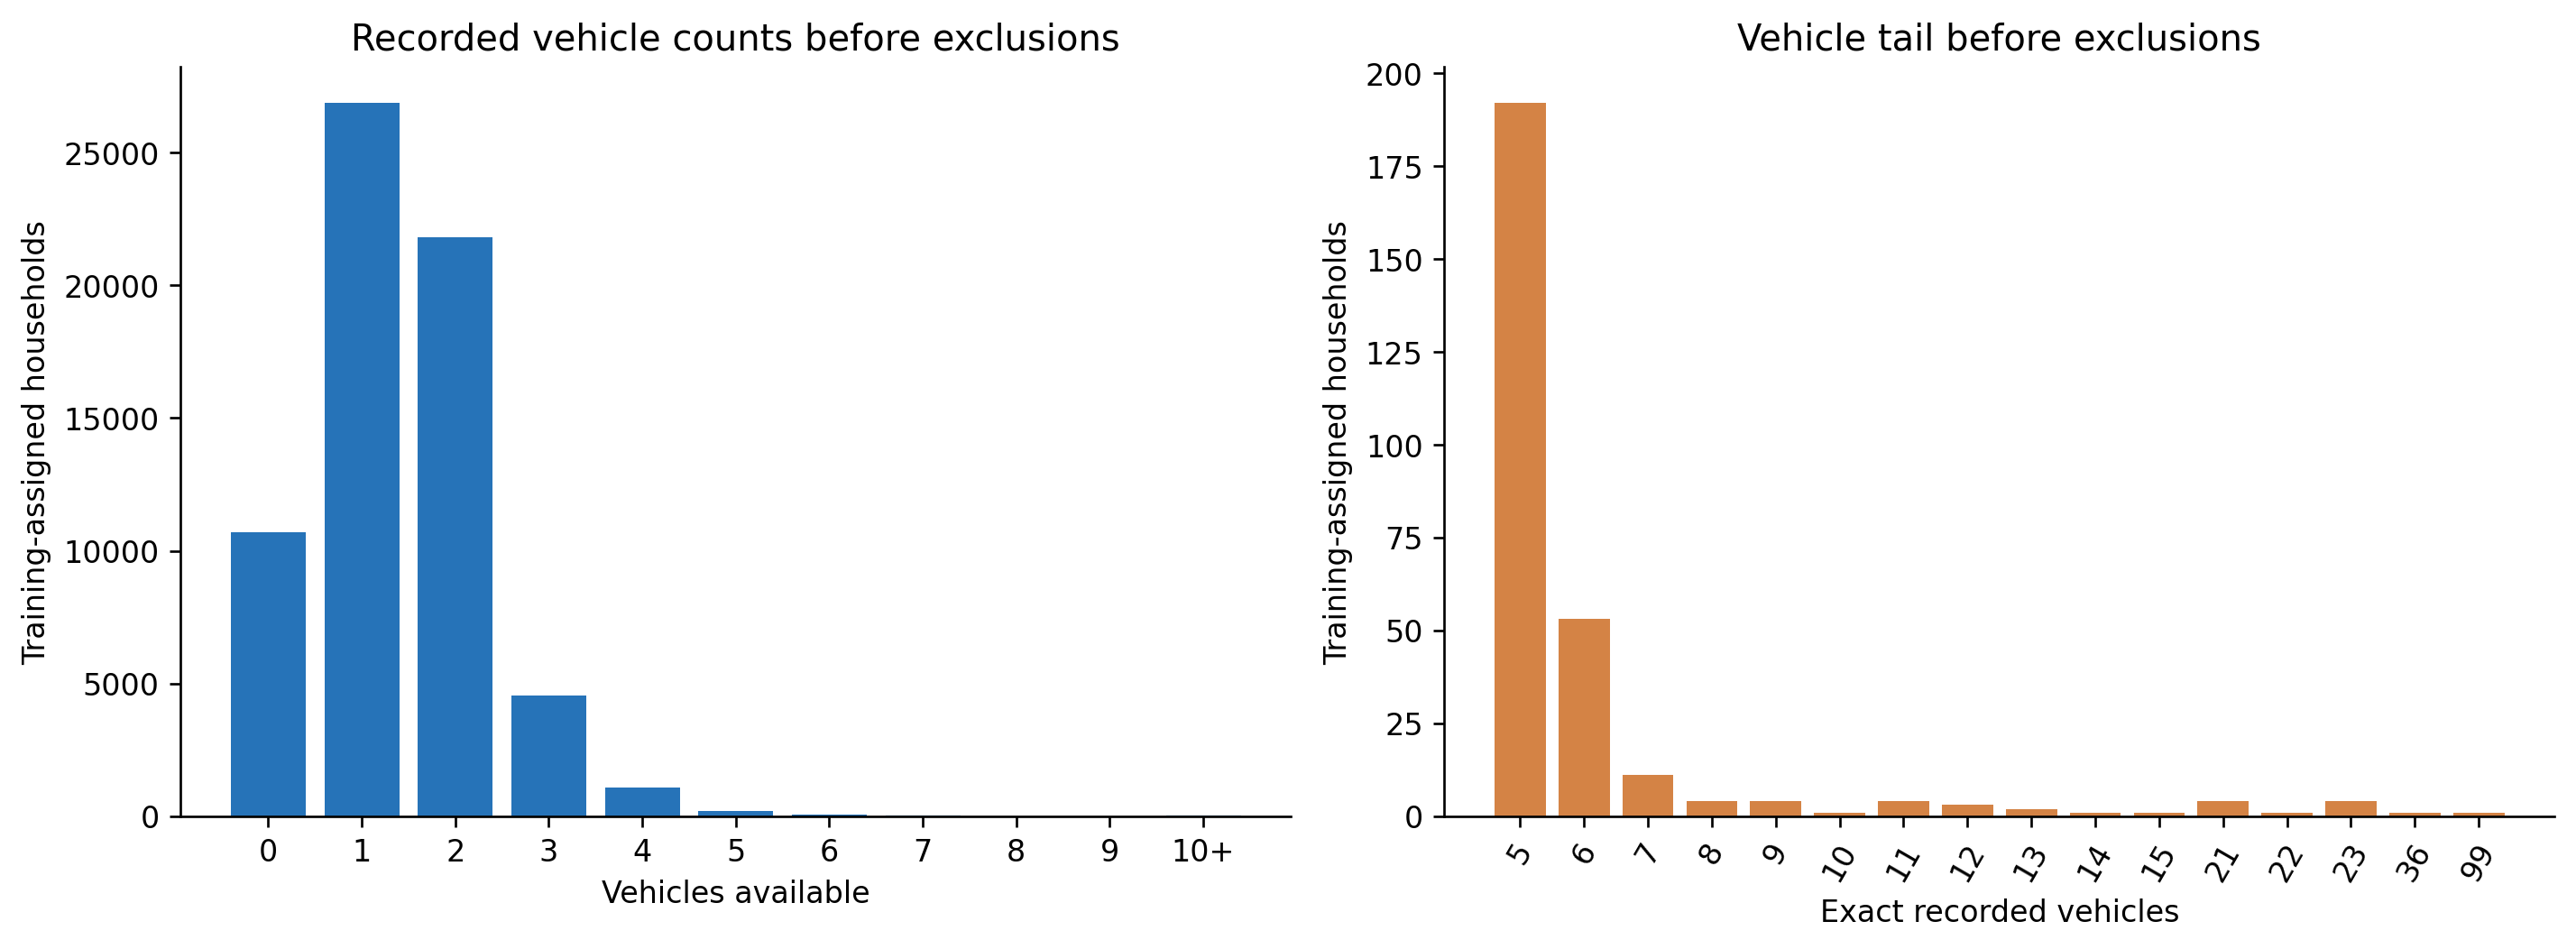 Recorded vehicle counts before exclusions
Training-assigned households
25000
20000
15000
10000
5000
0
0 1 2 3 4 5 6 7 8 9 10+
Vehicles available
Vehicle tail before exclusions
Training-assigned households
200
175
150
125
100
75
50
25
0
5 6 7 8 9 10 11 12 13 14 15 21 22 23 36 99
Exact recorded vehicles